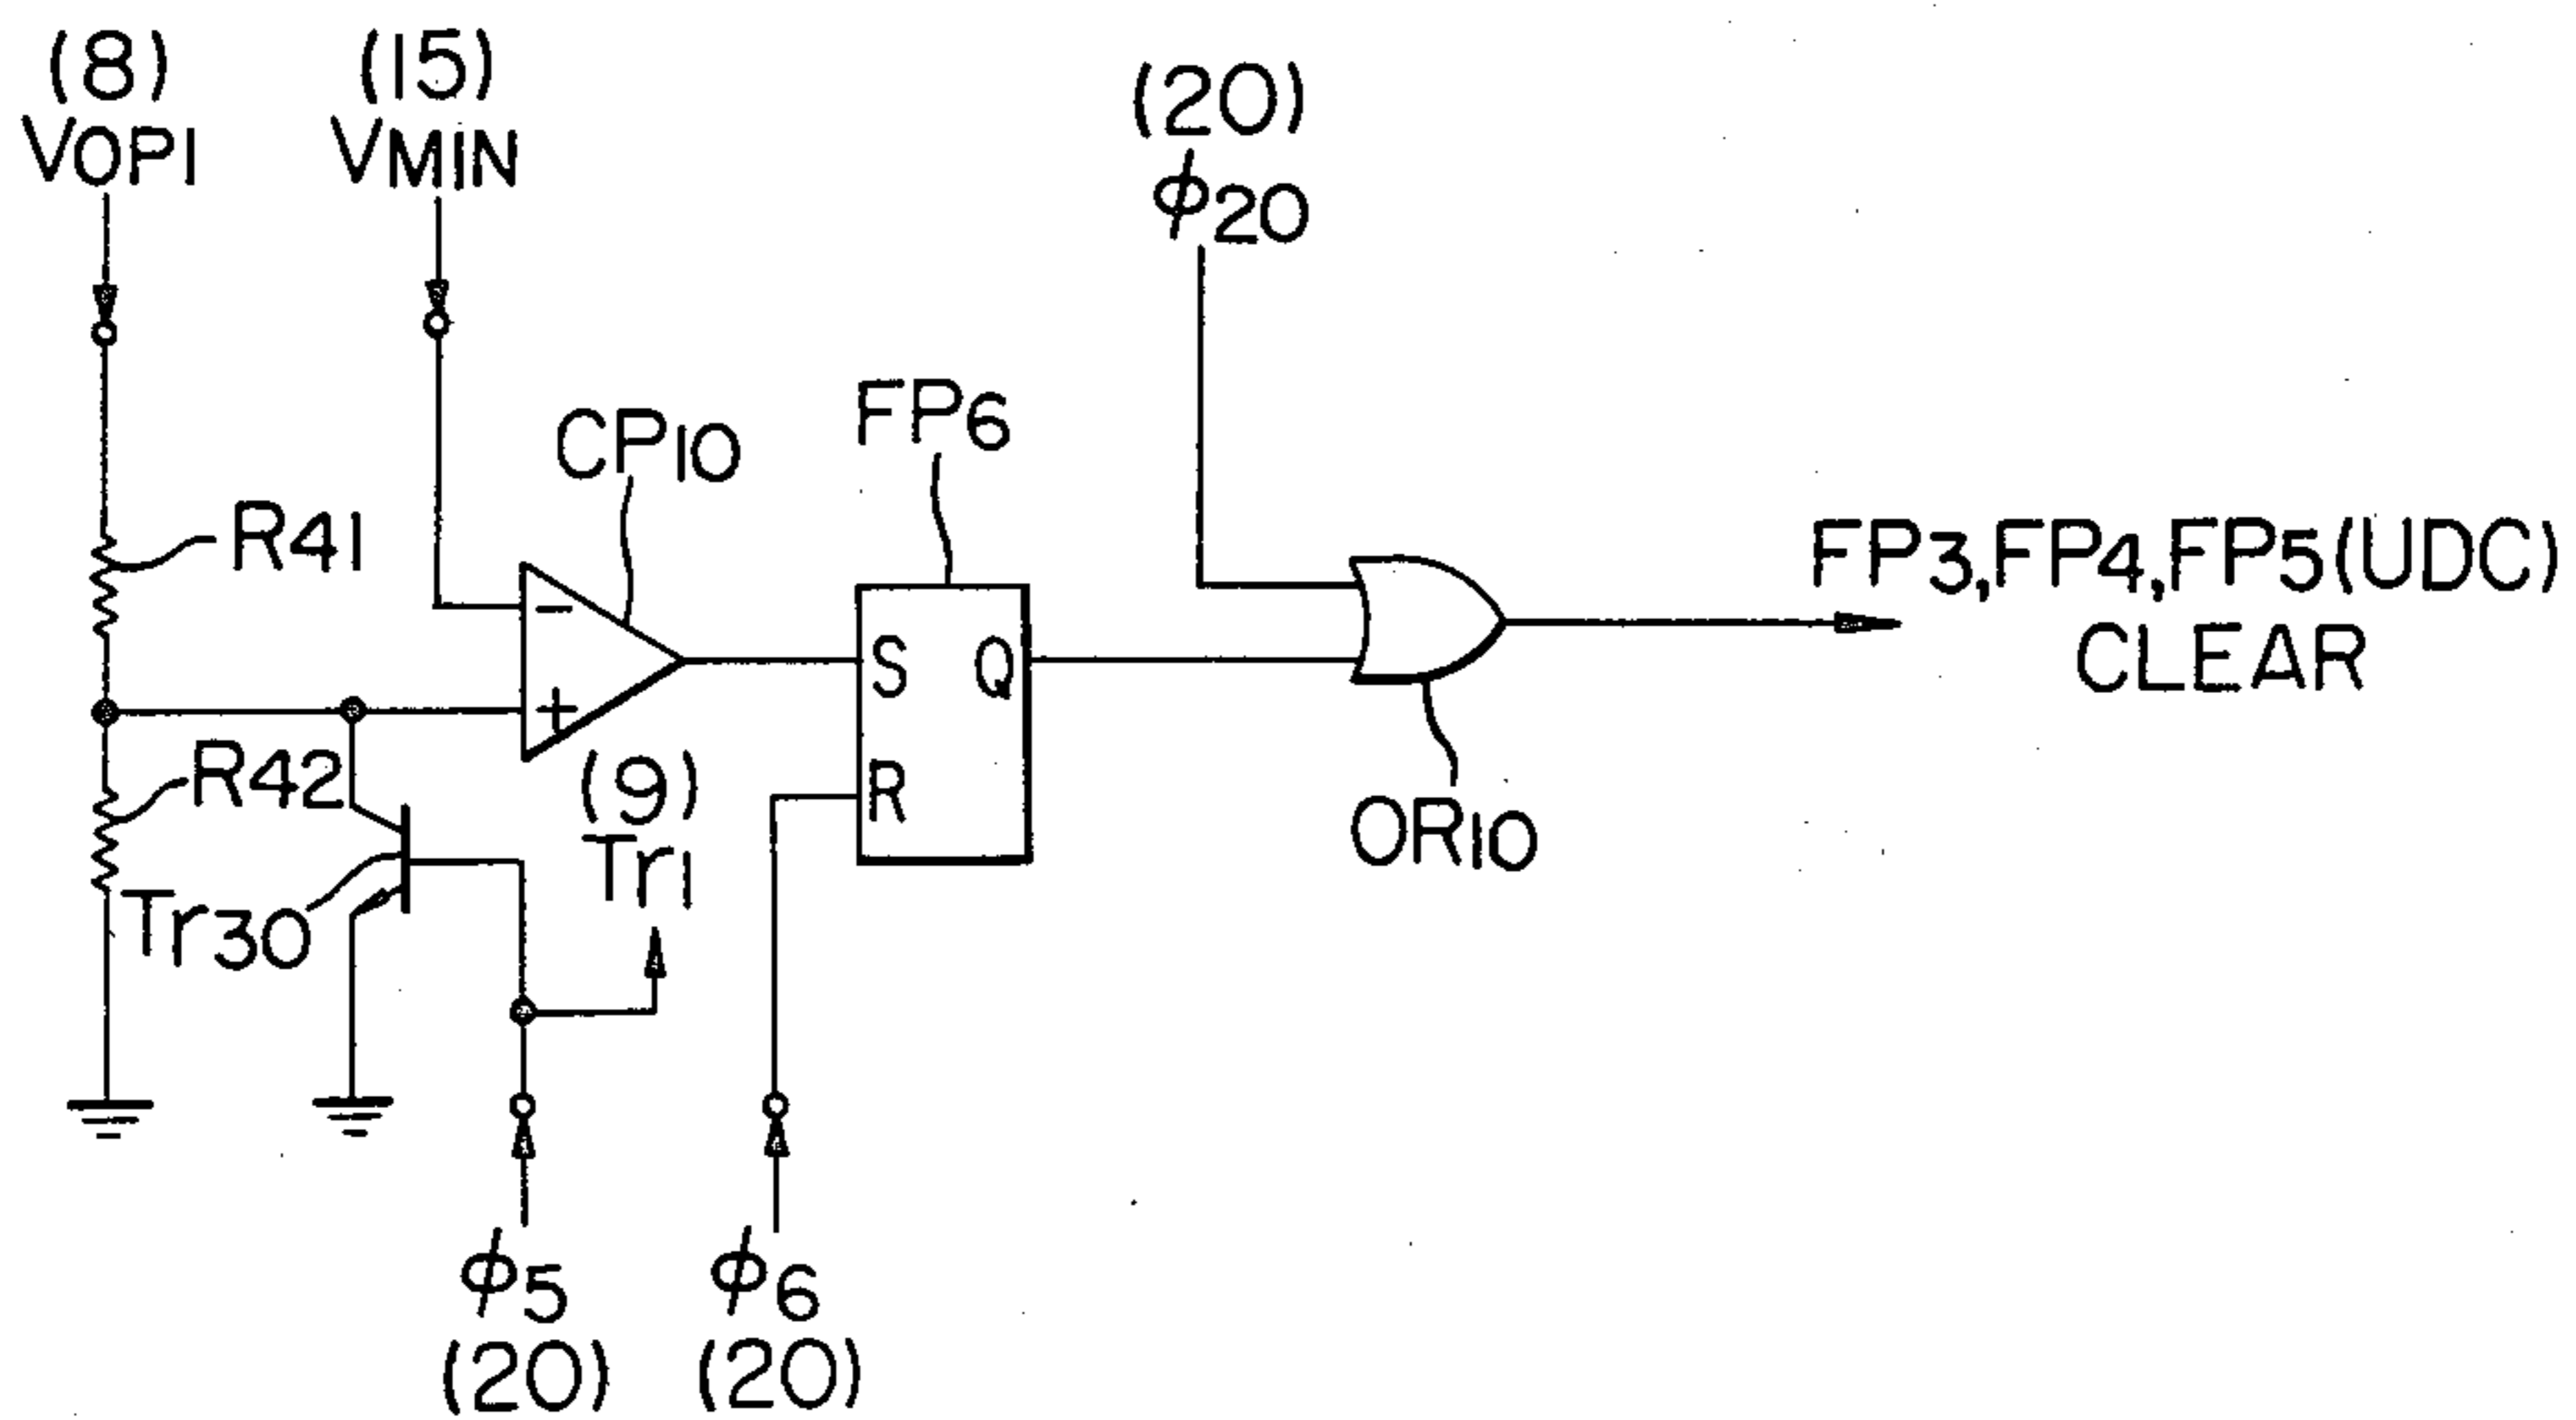 (8)
VOP1
(15)
VMIN
(20)
ϕ20
CP10
FP6
R41
FP3,FP4,FP5(UDC)
CLEAR
−
S Q
+
R42
(9)
Tr1
R
OR10
Tr30
ϕ5
(20)
ϕ6
(20)